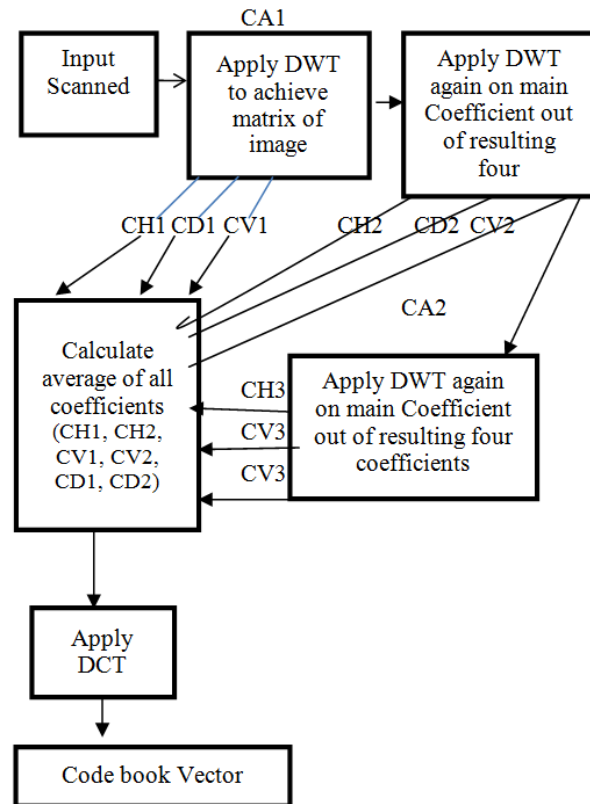 CA1
Input
Scanned
Apply DWT
to achieve
matrix of
image
Apply DWT
again on main
Coefficient out
of resulting
four
CH1
CD1
CV1
CH2
CD2
CV2
CA2
Calculate
average of all
coefficients
(CH1, CH2,
CV1, CV2,
CD1, CD2)
CH3
CV3
CV3
Apply DWT again
on main Coefficient
out of resulting four
coefficients
Apply
DCT
Code book Vector